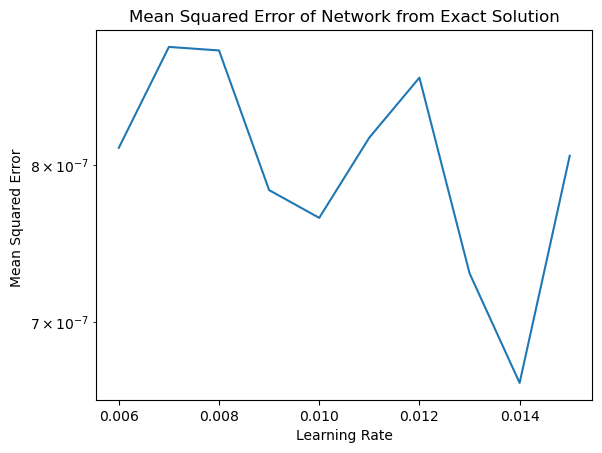 Mean Squared Error of Network from Exact Solution
Mean Squared Error
8 × 10⁻⁷
7 × 10⁻⁷
0.006 0.008 0.010 0.012 0.014
Learning Rate